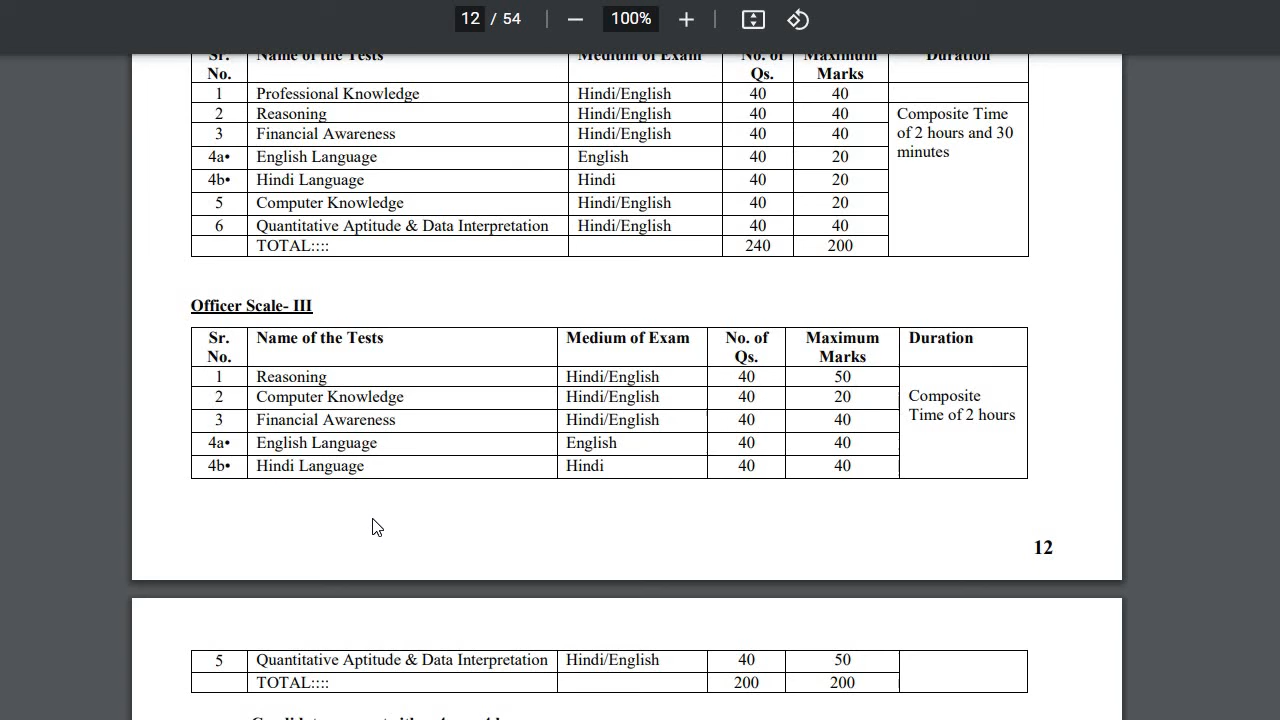 12 / 54
100%
Sr. No. Name of the Tests Medium of Exam No. of Qs. Maximum Marks Duration
1 Professional Knowledge Hindi/English 40 40
2 Reasoning Hindi/English 40 40 Composite Time of 2 hours and 30 minutes
3 Financial Awareness Hindi/English 40 40
4a• English Language English 40 20
4b• Hindi Language Hindi 40 20
5 Computer Knowledge Hindi/English 40 20
6 Quantitative Aptitude & Data Interpretation Hindi/English 40 40
TOTAL:::: 240 200
Officer Scale- III
Sr. No. Name of the Tests Medium of Exam No. of Qs. Maximum Marks Duration
1 Reasoning Hindi/English 40 50 Composite Time of 2 hours
2 Computer Knowledge Hindi/English 40 20
3 Financial Awareness Hindi/English 40 40
4a• English Language English 40 40
4b• Hindi Language Hindi 40 40
12
5 Quantitative Aptitude & Data Interpretation Hindi/English 40 50
TOTAL:::: 200 200